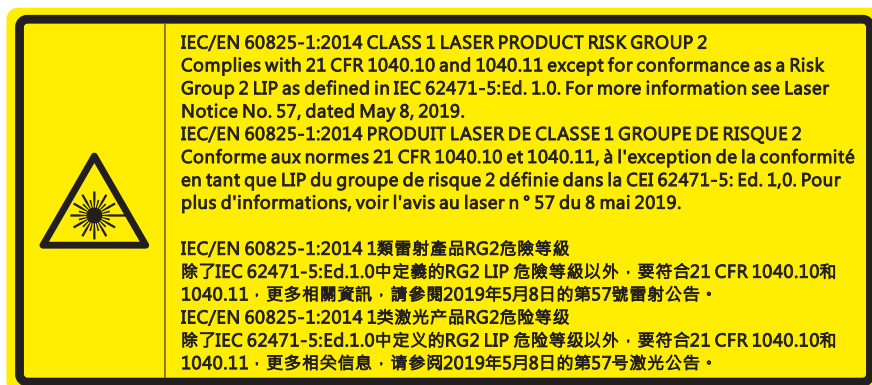 IEC/EN 60825-1:2014 CLASS 1 LASER PRODUCT RISK GROUP 2
Complies with 21 CFR 1040.10 and 1040.11 except for conformance as a Risk
Group 2 LIP as defined in IEC 62471-5:Ed. 1.0. For more information see Laser
Notice No. 57, dated May 8, 2019.
IEC/EN 60825-1:2014 PRODUIT LASER DE CLASSE 1 GROUPE DE RISQUE 2
Conforme aux normes 21 CFR 1040.10 et 1040.11, à l'exception de la conformité
en tant que LIP du groupe de risque 2 définie dans la CEI 62471-5: Ed. 1,0. Pour
plus d'informations, voir l'avis au laser n ° 57 du 8 mai 2019.
IEC/EN 60825-1:2014 1類雷射產品RG2危險等級
除了IEC 62471-5:Ed.1.0中定義的RG2 LIP 危險等級以外，要符合21 CFR 1040.10和
1040.11，更多相關資訊，請參閱2019年5月8日的第57號雷射公告。
IEC/EN 60825-1:2014 1类激光产品RG2危险等级
除了IEC 62471-5:Ed.1.0中定义的RG2 LIP 危险等级以外，要符合21 CFR 1040.10和
1040.11，更多相关信息，请参阅2019年5月8日的第57号激光公告。